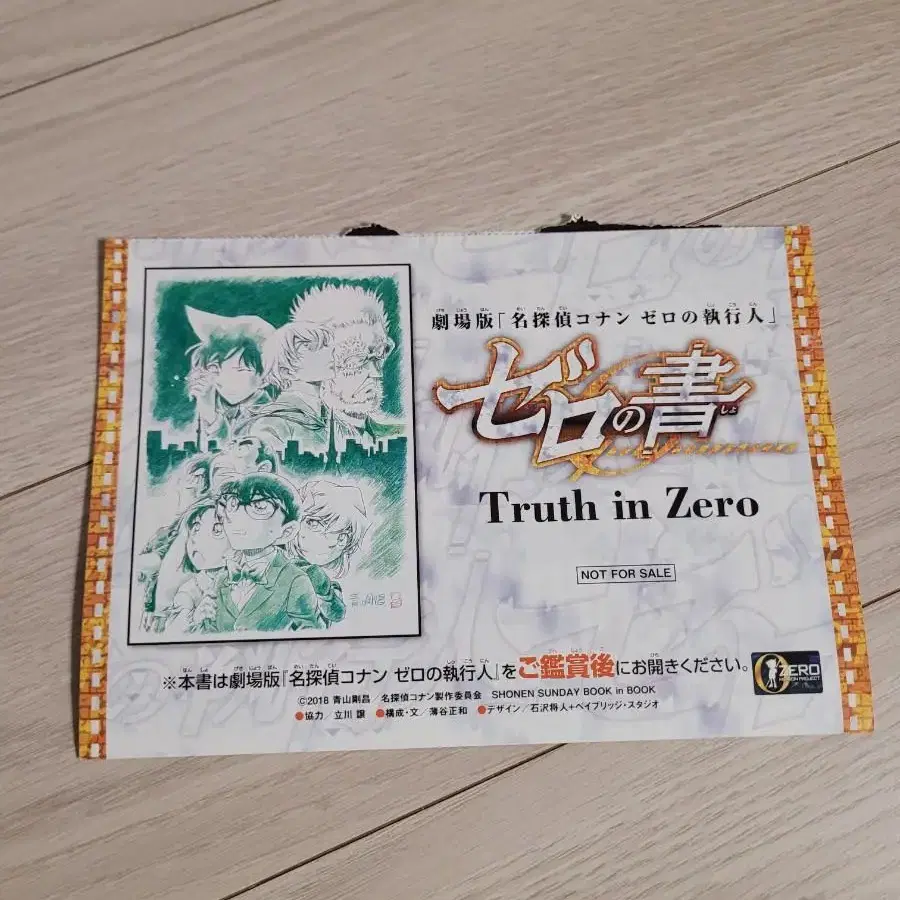 劇場版「名探偵コナン ゼロの執行人」
ゼロの書
Truth in Zero
NOT FOR SALE
※本書は劇場版『名探偵コナン ゼロの執行人』をご鑑賞後にお開きください。
ZERO
©2018 青山剛昌／名探偵コナン製作委員会 SHONEN SUNDAY BOOK in BOOK
●協力／立川 譲 ●構成・文／薄谷正和 ●デザイン／石沢将人+ベイブリッジ・スタジオ